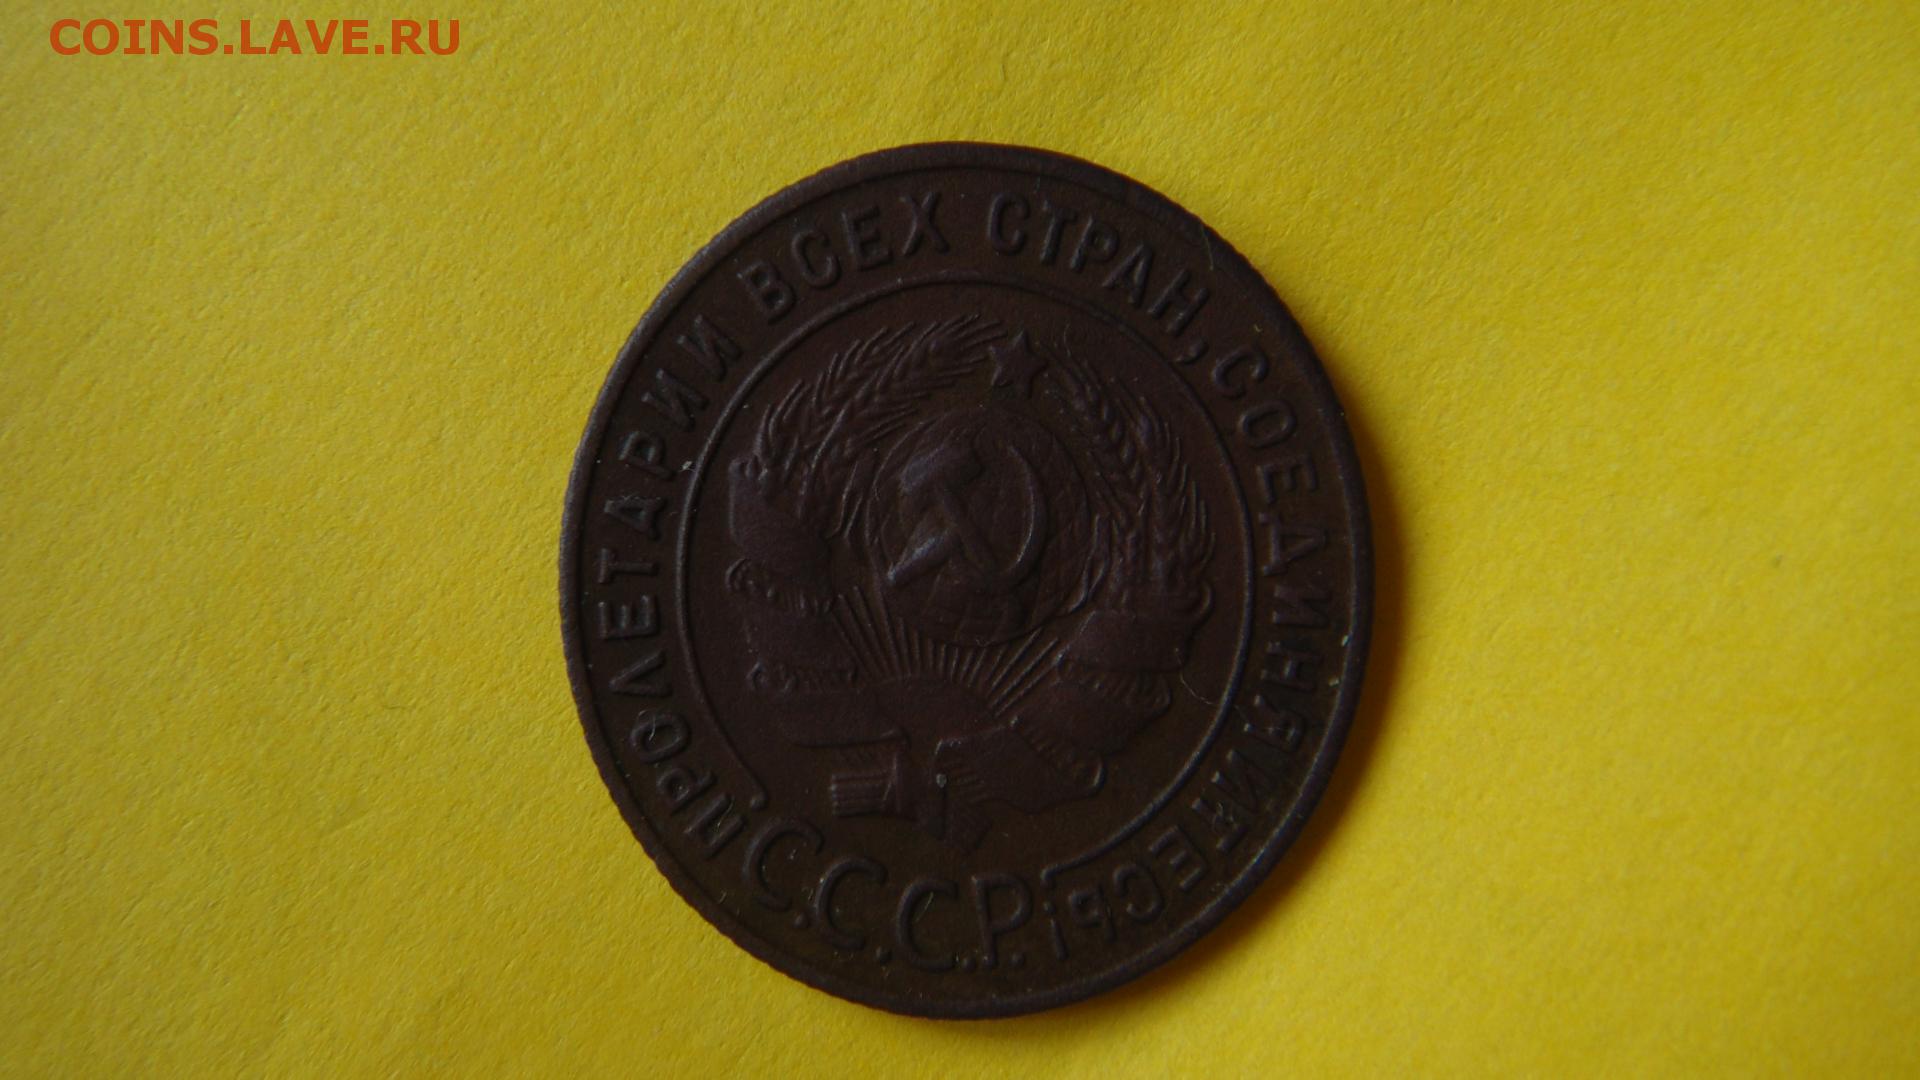 COINS.LAVE.RU
ПРОЛЕТАРИИ ВСЕХ СТРАН, СОЕДИНЯЙТЕСЬ!
С.С.С.Р.